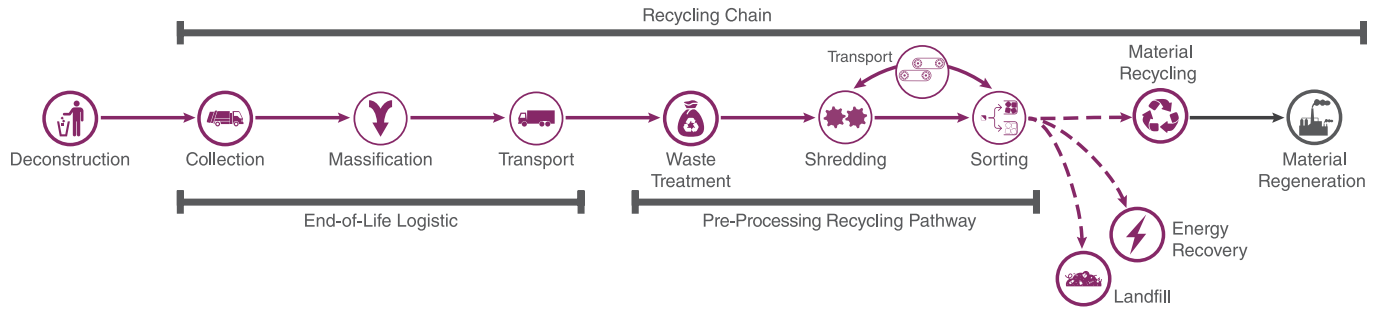 Recycling Chain
Transport
Material
Recycling
Deconstruction
Collection
Massification
Transport
Waste
Treatment
Shredding
Sorting
Material
Regeneration
End-of-Life Logistic
Pre-Processing Recycling Pathway
Energy
Recovery
Landfill